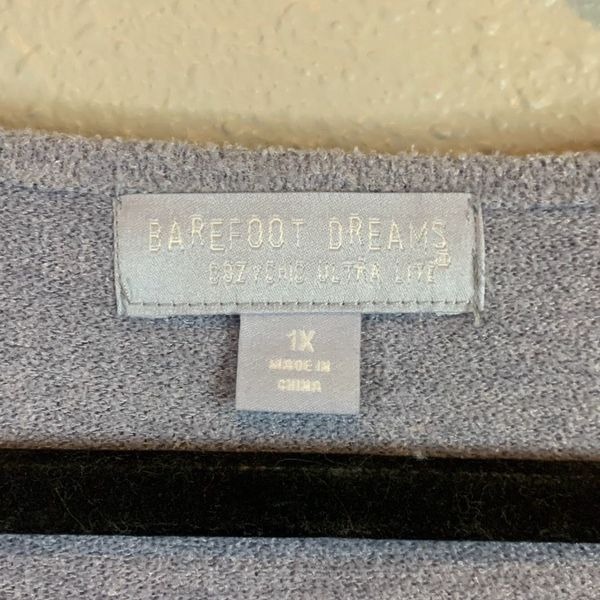 BAREFOOT DREAMS®
COZYCHIC ULTRA LITE
1X
MADE IN
CHINA